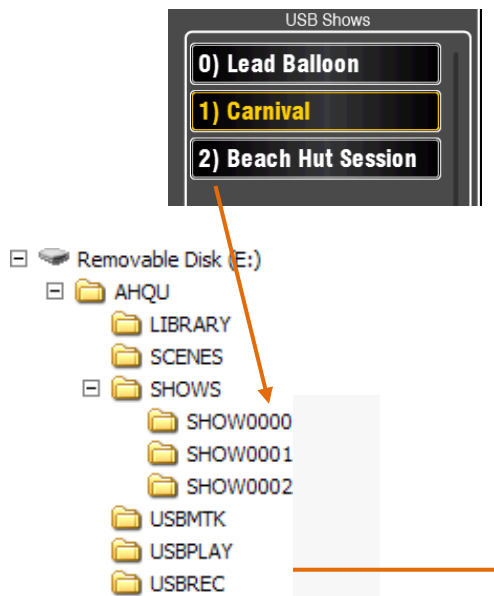 USB Shows
0) Lead Balloon
1) Carnival
2) Beach Hut Session
Removable Disk (E:)
AHQU
LIBRARY
SCENES
SHOWS
SHOW0000
SHOW0001
SHOW0002
USBMTK
USBPLAY
USBREC